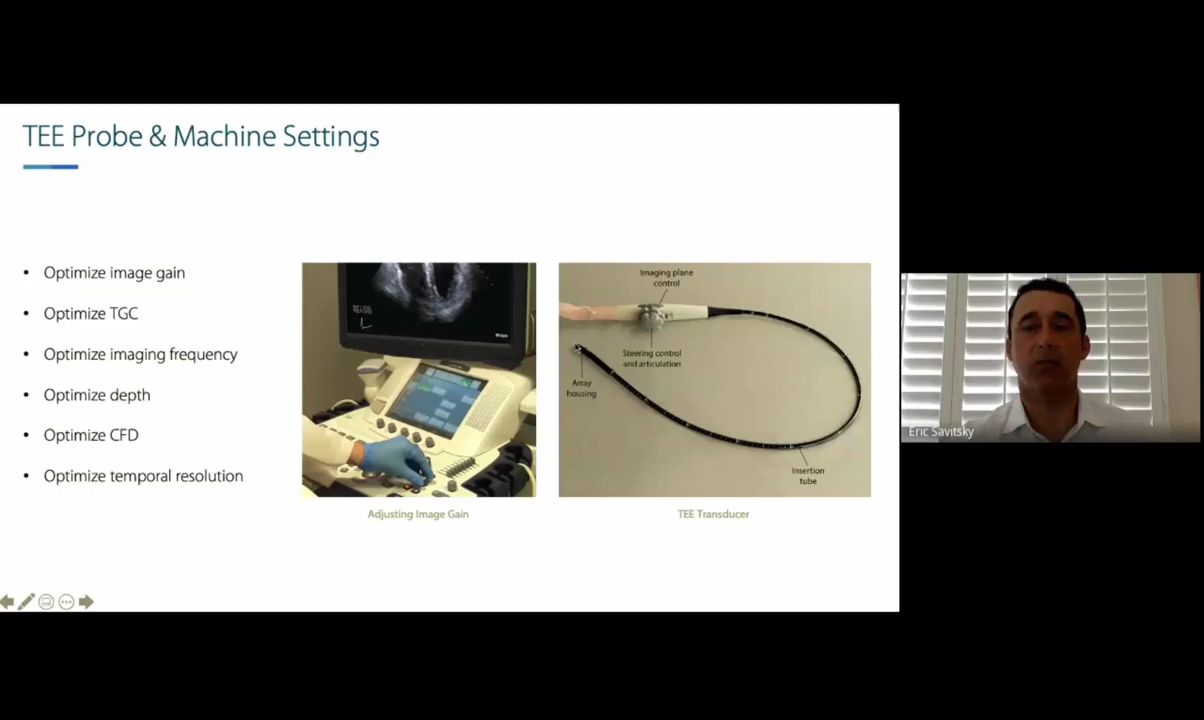 TEE Probe & Machine Settings
• Optimize image gain
• Optimize TGC
• Optimize imaging frequency
• Optimize depth
• Optimize CFD
• Optimize temporal resolution
Adjusting Image Gain
Imaging plane
control
Steering control
and articulation
Array
housing
Insertion
tube
TEE Transducer
Eric Savitsky